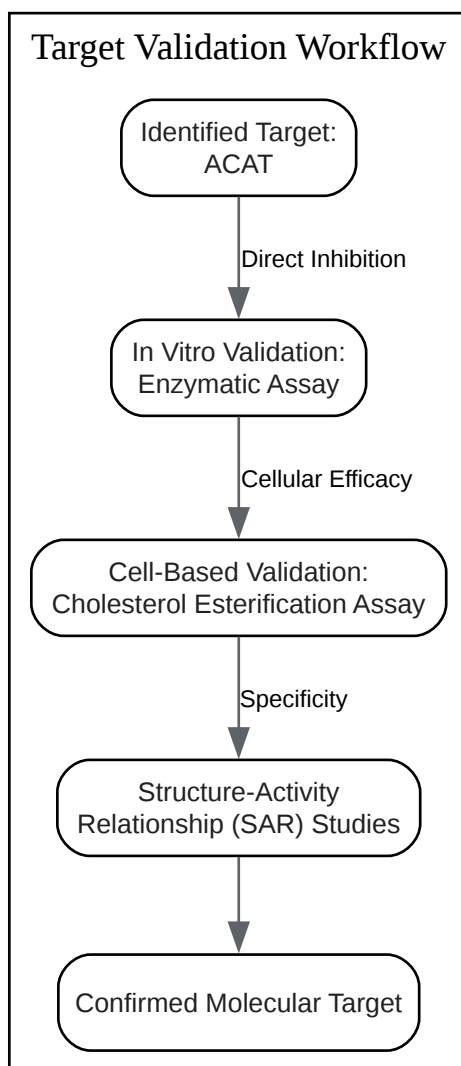 Target Validation Workflow
Identified Target:
ACAT
Direct Inhibition
In Vitro Validation:
Enzymatic Assay
Cellular Efficacy
Cell-Based Validation:
Cholesterol Esterification Assay
Specificity
Structure-Activity
Relationship (SAR) Studies
Confirmed Molecular Target